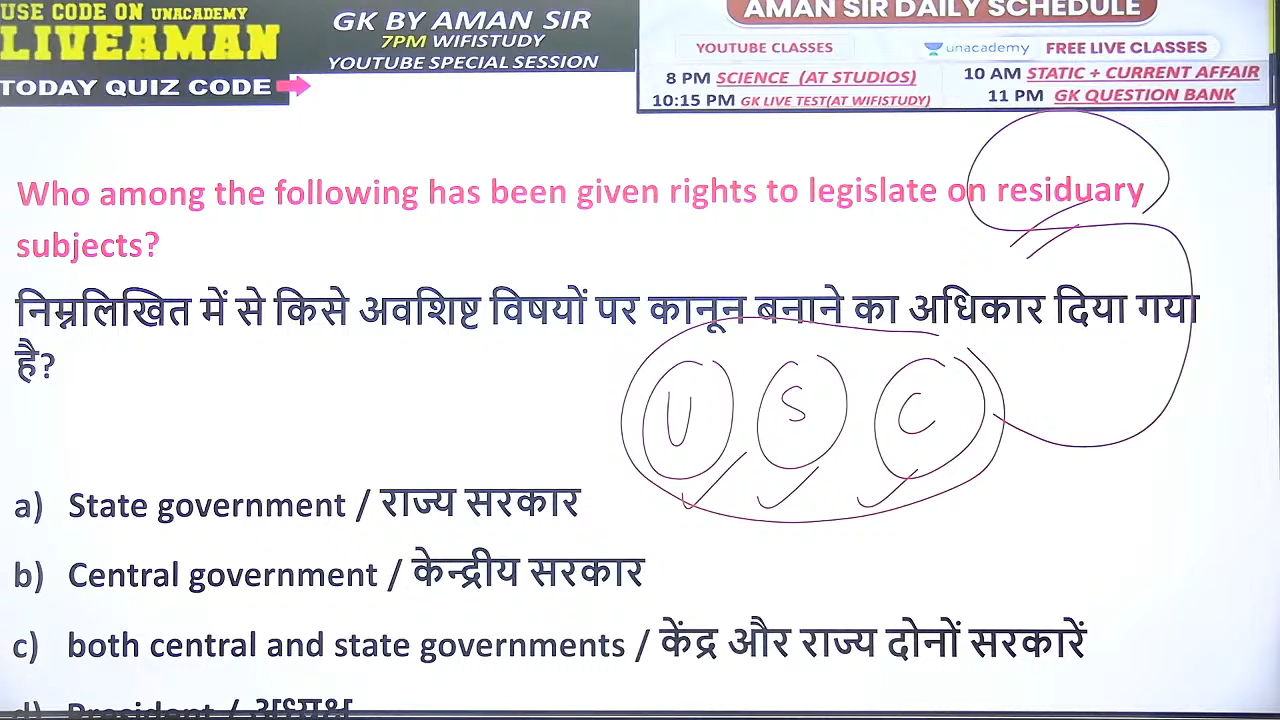 USE CODE ON UNACADEMY
LIVEAMAN
TODAY QUIZ CODE
GK BY AMAN SIR
7PM WIFISTUDY
YOUTUBE SPECIAL SESSION
AMAN SIR DAILY SCHEDULE
YOUTUBE CLASSES
unacademy FREE LIVE CLASSES
8 PM SCIENCE (AT STUDIOS)
10:15 PM GK LIVE TEST(AT WIFISTUDY)
10 AM STATIC + CURRENT AFFAIR
11 PM GK QUESTION BANK
Who among the following has been given rights to legislate on residuary
subjects?
निम्नलिखित में से किसे अवशिष्ट विषयों पर कानून बनाने का अधिकार दिया गया
है?
U S C
a) State government / राज्य सरकार
b) Central government / केन्द्रीय सरकार
c) both central and state governments / केंद्र और राज्य दोनों सरकारें
d) President / अध्यक्ष